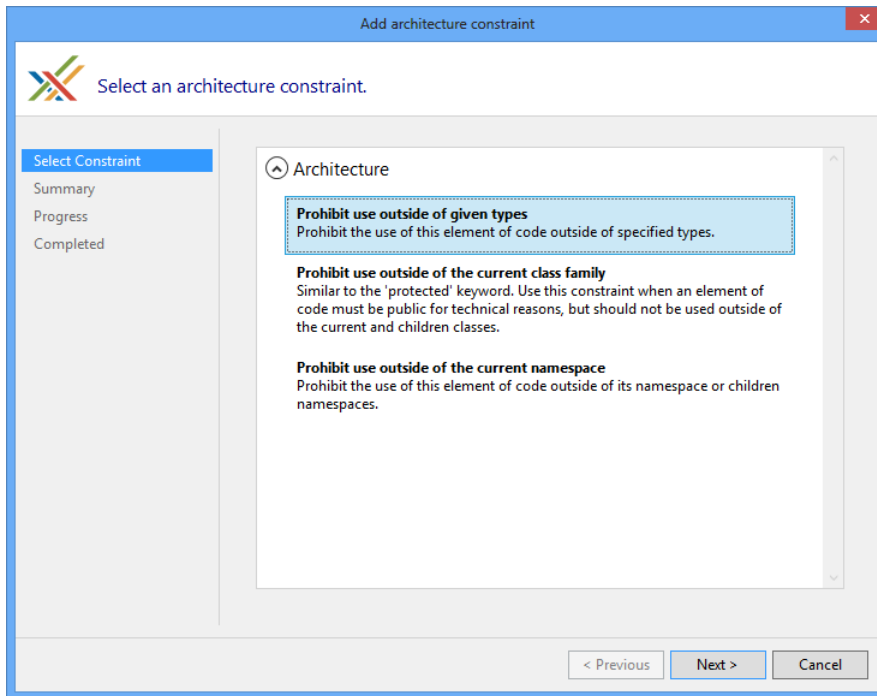 Add architecture constraint
Select an architecture constraint.
Select Constraint
Summary
Progress
Completed
Architecture
Prohibit use outside of given types
Prohibit the use of this element of code outside of specified types.
Prohibit use outside of the current class family
Similar to the 'protected' keyword. Use this constraint when an element of
code must be public for technical reasons, but should not be used outside of
the current and children classes.
Prohibit use outside of the current namespace
Prohibit the use of this element of code outside of its namespace or children
namespaces.
< Previous
Next >
Cancel